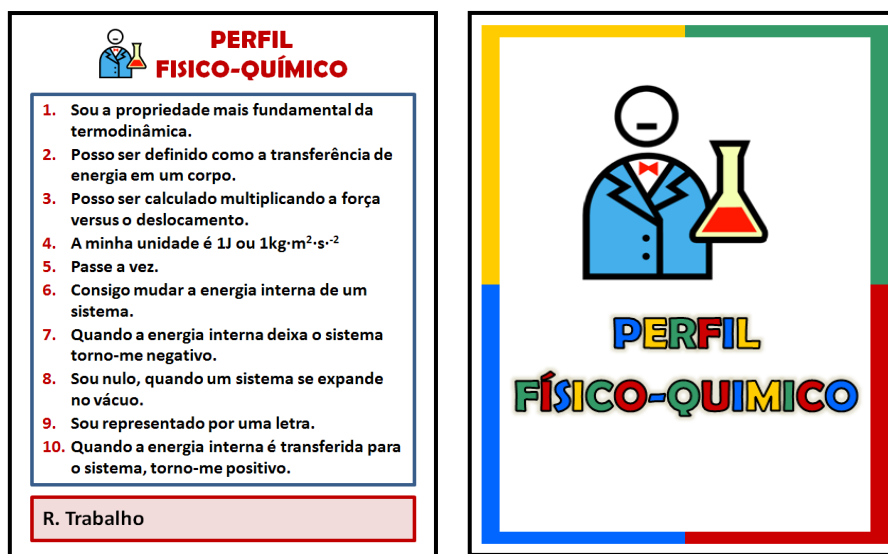 PERFIL
FISICO-QUÍMICO
1. Sou a propriedade mais fundamental da
termodinâmica.
2. Posso ser definido como a transferência de
energia em um corpo.
3. Posso ser calculado multiplicando a força
versus o deslocamento.
4. A minha unidade é 1J ou 1kg·m²·s·⁻²
5. Passe a vez.
6. Consigo mudar a energia interna de um
sistema.
7. Quando a energia interna deixa o sistema
torno-me negativo.
8. Sou nulo, quando um sistema se expande
no vácuo.
9. Sou representado por uma letra.
10. Quando a energia interna é transferida para
o sistema, torno-me positivo.
R. Trabalho
PERFIL
FÍSICO-QUIMICO